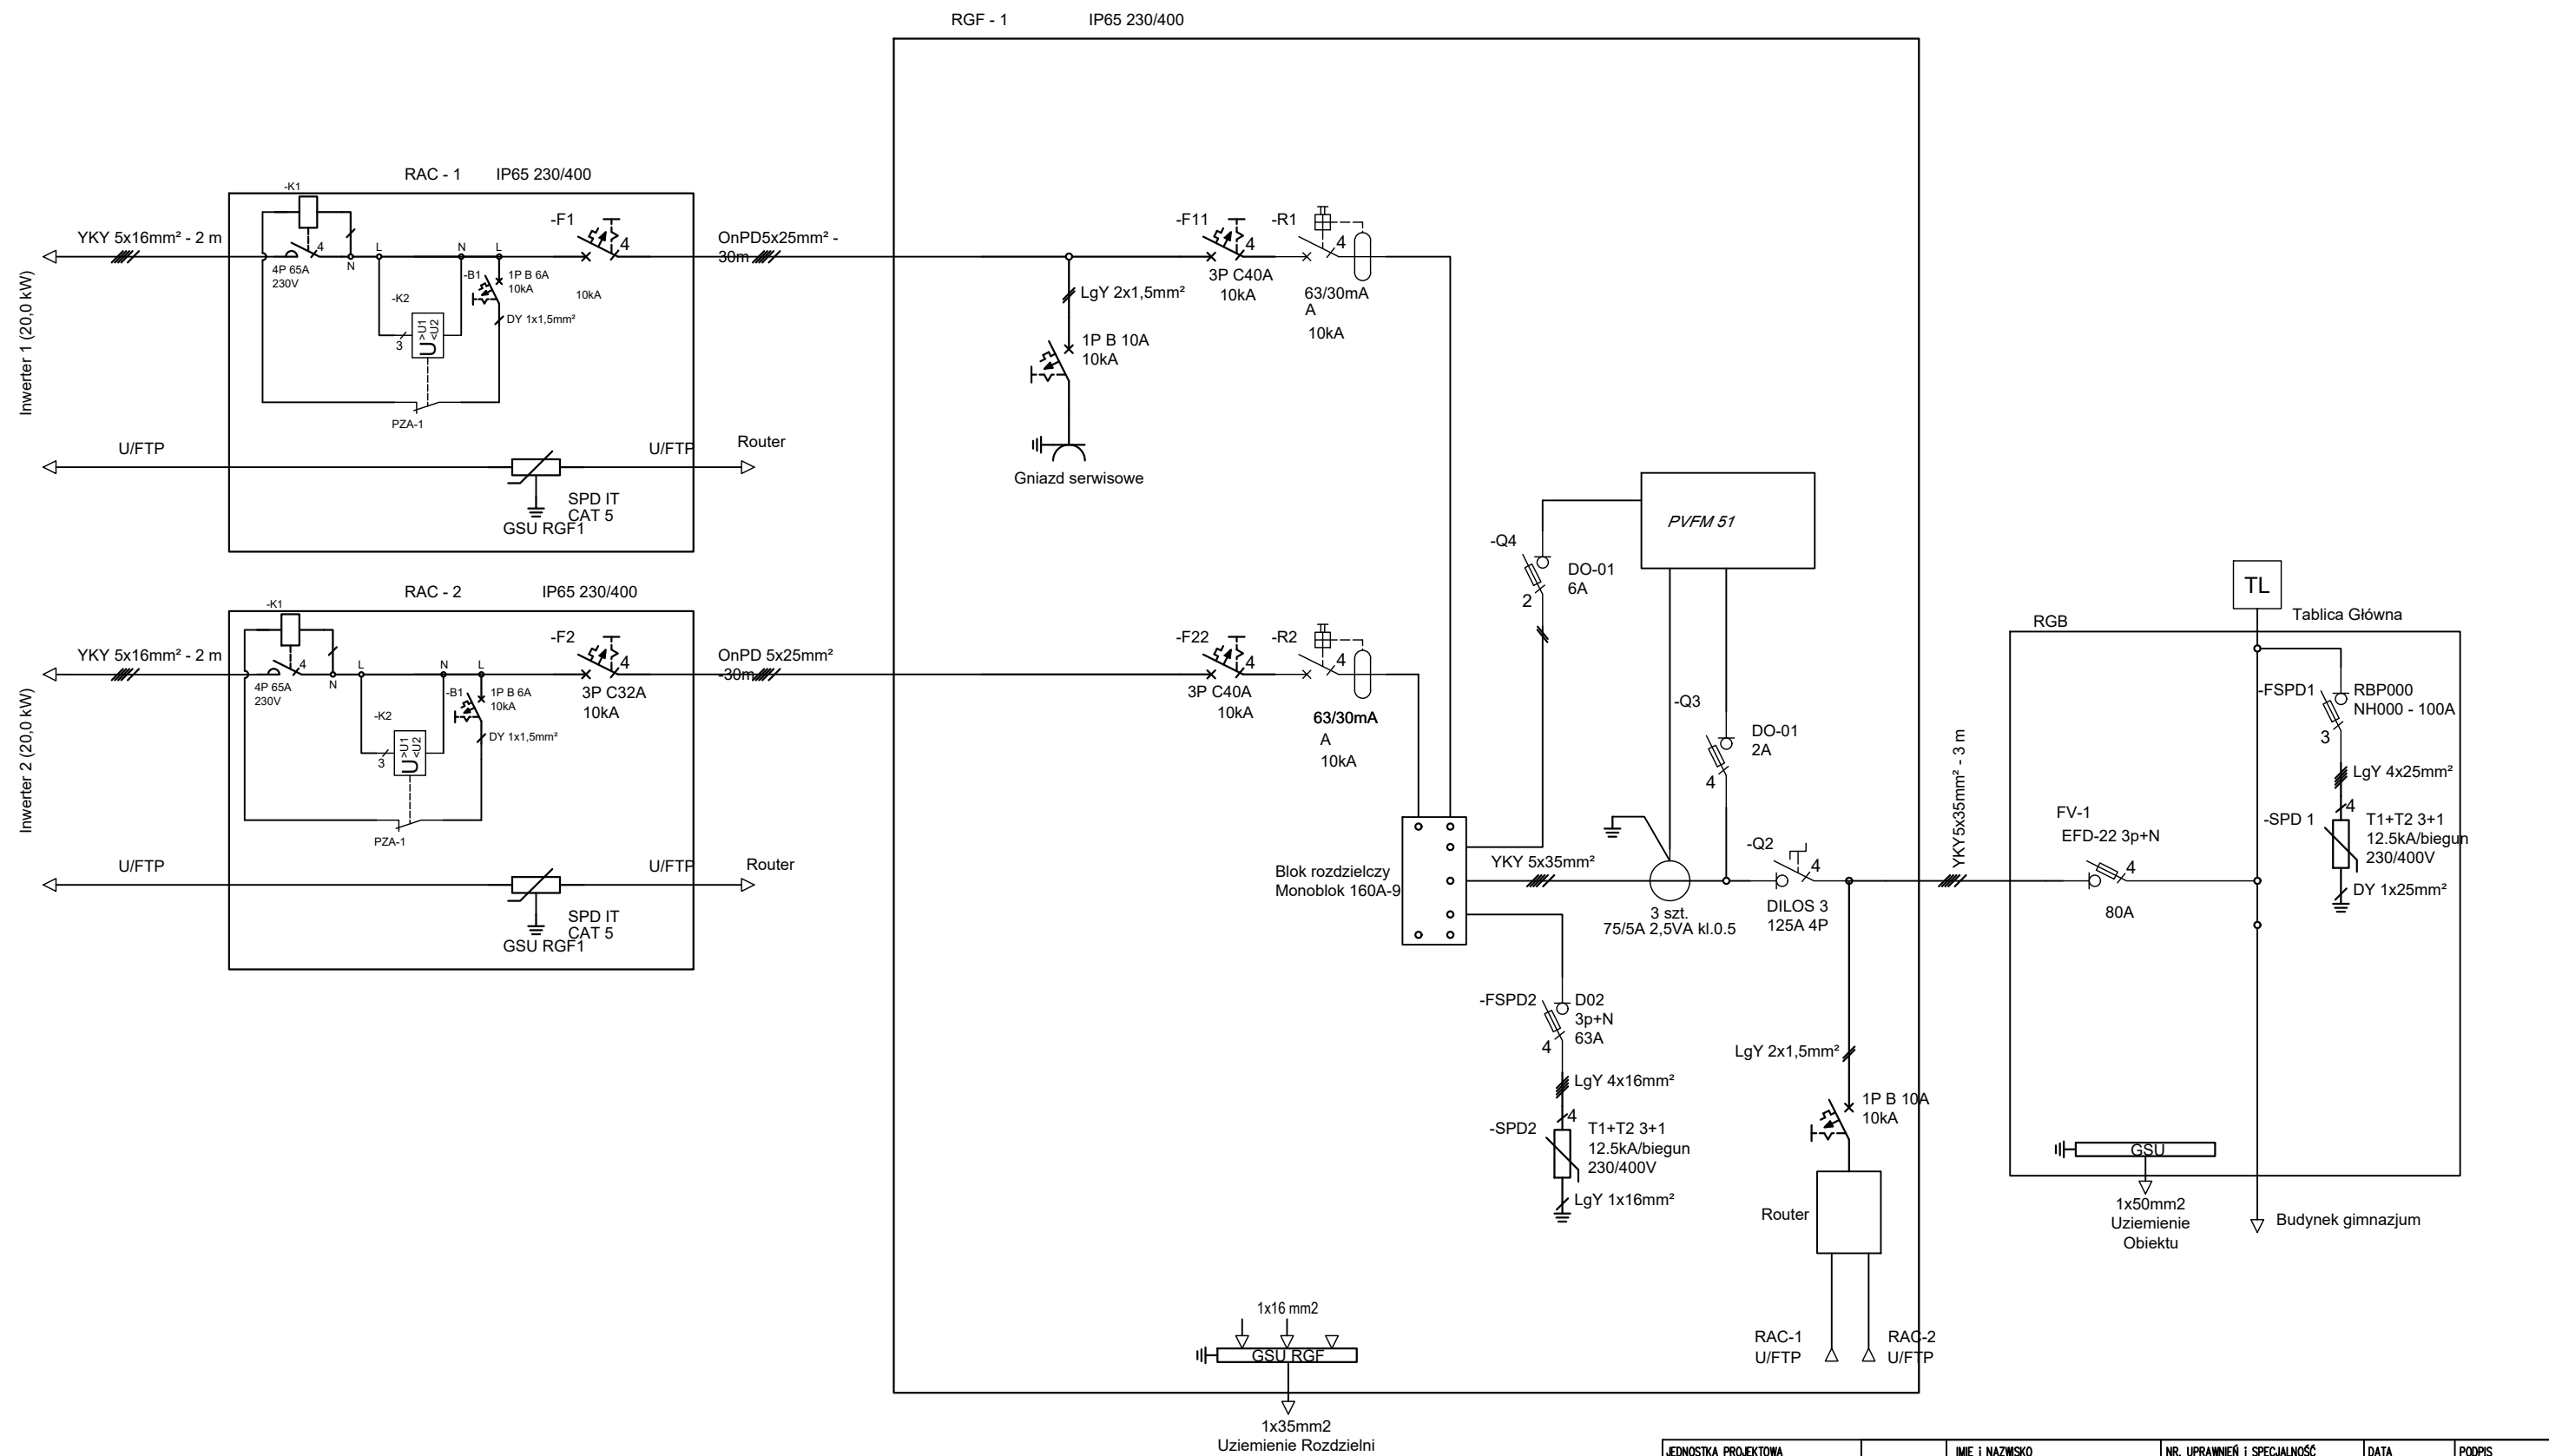 RGF - 1 IP65 230/400
RAC - 1 IP65 230/400
-K1
YKY 5x16mm² - 2 m
4
4P 65A
230V
N
L
N
L
-K2
3
U
>U1
<U2
-B1
1P B 6A
10kA
DY 1x1,5mm²
PZA-1
-F1
4
10kA
OnPD5x25mm² -
30m
Inwerter 1 (20,0 kW)
U/FTP
U/FTP
Router
SPD IT
CAT 5
GSU RGF1
RAC - 2 IP65 230/400
-K1
YKY 5x16mm² - 2 m
4
4P 65A
230V
N
L
N
L
-K2
3
U
>U1
<U2
-B1
1P B 6A
10kA
DY 1x1,5mm²
PZA-1
-F2
4
3P C32A
10kA
OnPD 5x25mm²
-30m
Inwerter 2 (20,0 kW)
U/FTP
U/FTP
Router
SPD IT
CAT 5
GSU RGF1
LgY 2x1,5mm²
1P B 10A
10kA
Gniazd serwisowe
-F11
4
3P C40A
10kA
-R1
4
63/30mA
A
10kA
-F22
4
3P C40A
10kA
-R2
4
63/30mA
A
10kA
PVFM 51
-Q4
DO-01
6A
2
-Q3
DO-01
2A
4
Blok rozdzielczy
Monoblok 160A-9
YKY 5x35mm²
3 szt.
75/5A 2,5VA kl.0.5
-Q2
4
DILOS 3
125A 4P
-FSPD2
D02
3p+N
63A
4
LgY 4x16mm²
4
-SPD2
T1+T2 3+1
12.5kA/biegun
230/400V
LgY 1x16mm²
LgY 2x1,5mm²
1P B 10A
10kA
Router
RAC-1
U/FTP
RAC-2
U/FTP
1x16 mm2
GSU RGF
1x35mm2
Uziemienie Rozdzielni
YKY5x35mm² - 3 m
TL
Tablica Główna
RGB
-FSPD1
RBP000
NH000 - 100A
3
LgY 4x25mm²
4
-SPD 1
T1+T2 3+1
12.5kA/biegun
230/400V
DY 1x25mm²
FV-1
EFD-22 3p+N
4
80A
GSU
1x50mm2
Uziemienie
Obiektu
Budynek gimnazjum
JEDNOSTKA PROJEKTOWA IMIE i NAZWISKO NR. UPRAWNIEŃ i SPECJALNOŚĆ DATA PODPIS